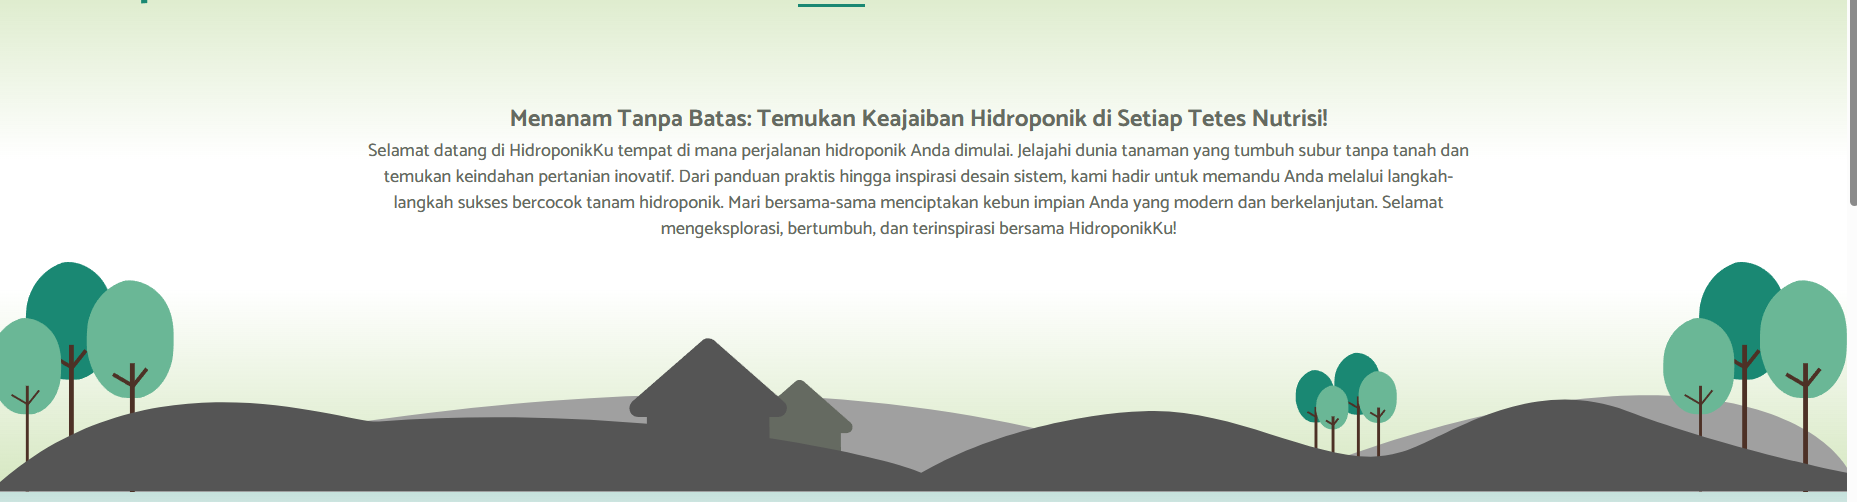 Menanam Tanpa Batas: Temukan Keajaiban Hidroponik di Setiap Tetes Nutrisi!
Selamat datang di HidroponikKu tempat di mana perjalanan hidroponik Anda dimulai. Jelajahi dunia tanaman yang tumbuh subur tanpa tanah dan
temukan keindahan pertanian inovatif. Dari panduan praktis hingga inspirasi desain sistem, kami hadir untuk memandu Anda melalui langkah-
langkah sukses bercocok tanam hidroponik. Mari bersama-sama menciptakan kebun impian Anda yang modern dan berkelanjutan. Selamat
mengeksplorasi, bertumbuh, dan terinspirasi bersama HidroponikKu!